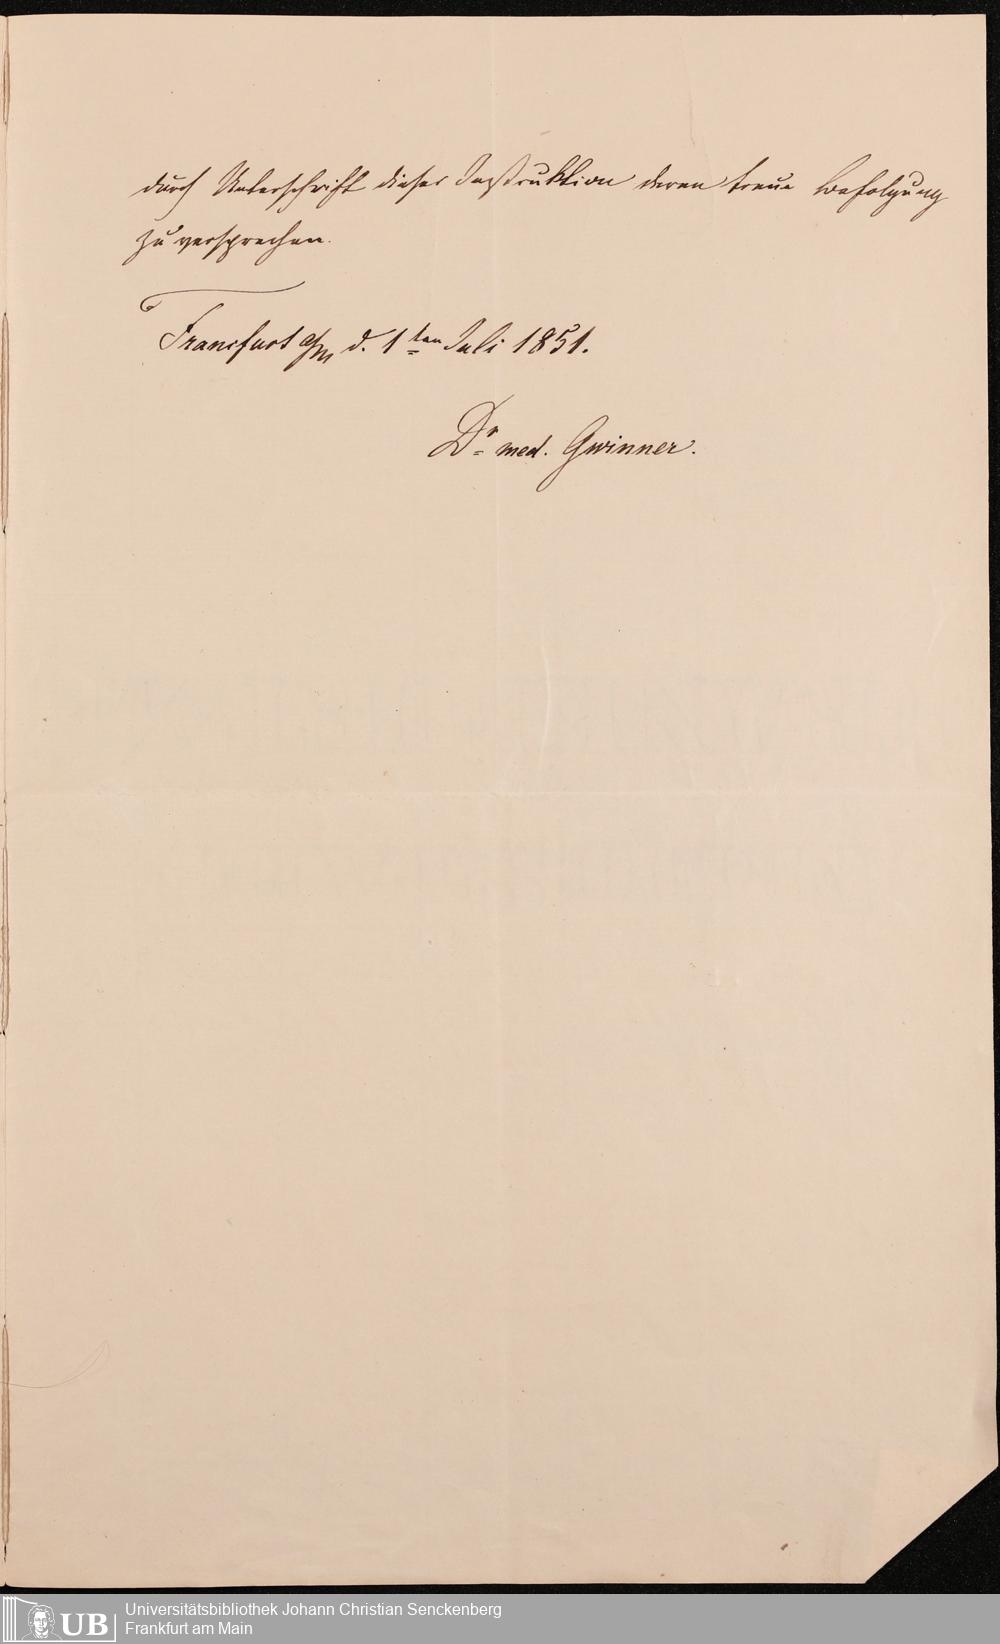 durch Unterschrift dieser Instruktion deren treue Befolgung
zu versprechen.
Francfurt a/m d. 1ten Juli 1851.
Dr med. Gwinner.
UB
Universitätsbibliothek Johann Christian Senckenberg
Frankfurt am Main